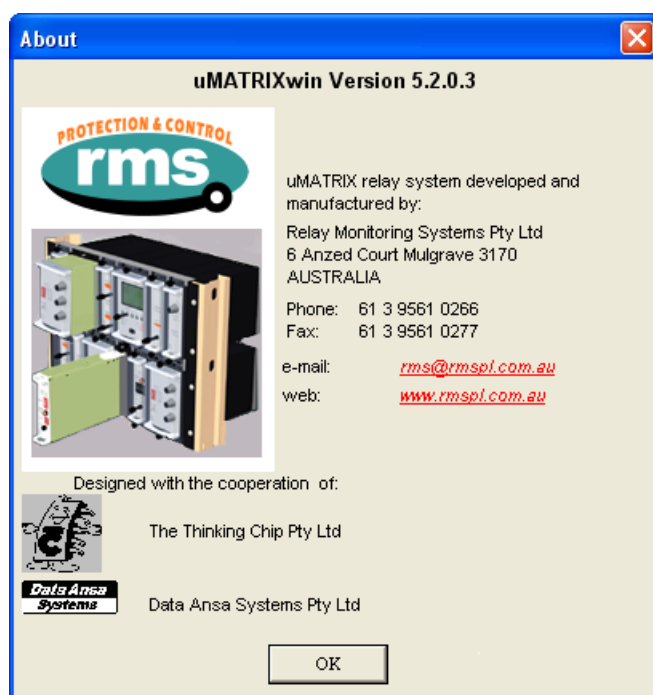 About
uMATRIXwin Version 5.2.0.3
PROTECTION & CONTROL
rms
uMATRIX relay system developed and
manufactured by:
Relay Monitoring Systems Pty Ltd
6 Anzed Court Mulgrave 3170
AUSTRALIA
Phone: 61 3 9561 0266
Fax: 61 3 9561 0277
e-mail: rms@rmspl.com.au
web: www.rmspl.com.au
Designed with the cooperation of:
The Thinking Chip Pty Ltd
Data Ansa
Systems
Data Ansa Systems Pty Ltd
OK